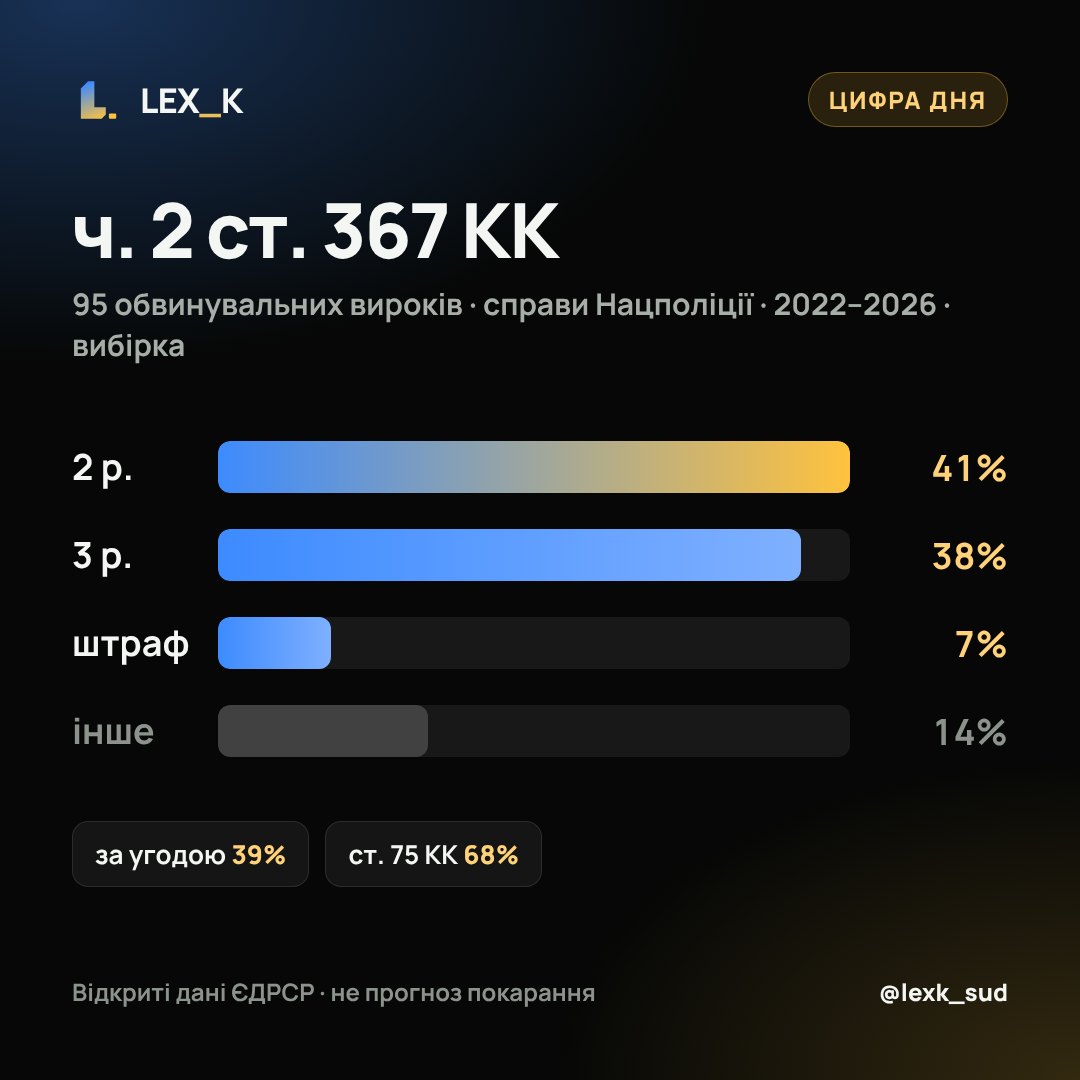 LEX_K
ЦИФРА ДНЯ
ч. 2 ст. 367 КК
95 обвинувальних вироків · справи Нацполіції · 2022–2026 ·
вибірка
2 р. 41%
3 р. 38%
штраф 7%
інше 14%
за угодою 39% ст. 75 КК 68%
Відкриті дані ЄДРСР · не прогноз покарання @lexk_sud